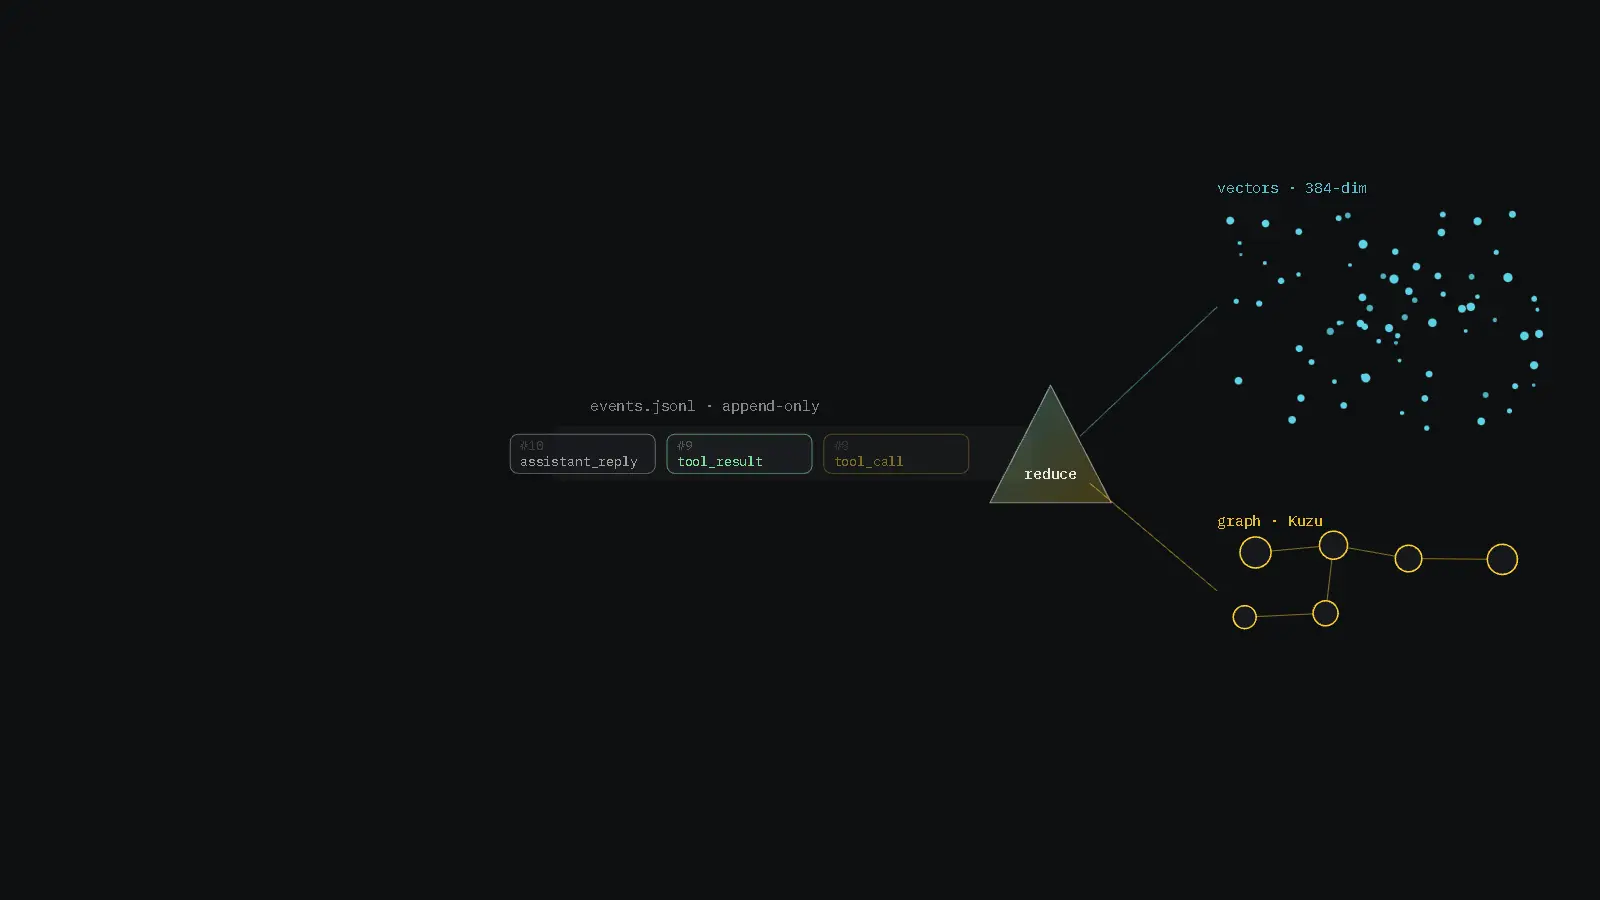 vectors · 384-dim
events.jsonl · append-only
#10
assistant_reply
#9
tool_result
#8
tool_call
reduce
graph · Kuzu